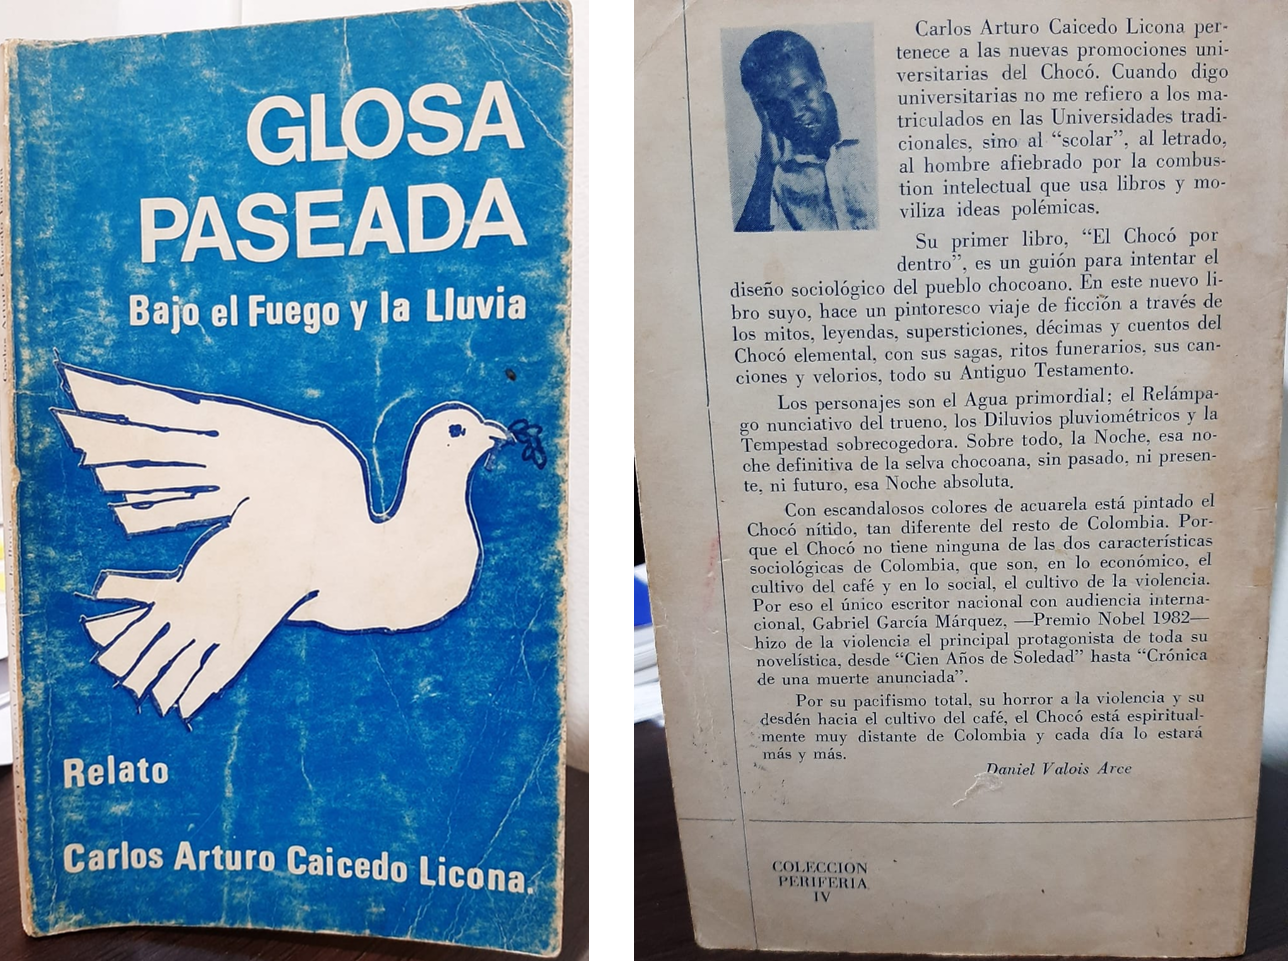 GLOSA
PASEADA
Bajo el Fuego y la Lluvia
Relato
Carlos Arturo Caicedo Licona.
Carlos Arturo Caicedo Licona per-
tenece a las nuevas promociones uni-
versitarias del Chocó. Cuando digo
universitarias no me refiero a los ma-
triculados en las Universidades tradi-
cionales, sino al “scolar”, al letrado,
al hombre afiebrado por la combus-
tion intelectual que usa libros y mo-
viliza ideas polémicas.
Su primer libro, “El Chocó por
dentro”, es un guión para intentar el
diseño sociológico del pueblo chocoano. En este nuevo li-
bro suyo, hace un pintoresco viaje de ficción a través de
los mitos, leyendas, supersticiones, décimas y cuentos del
Chocó elemental, con sus sagas, ritos funerarios, sus can-
ciones y velorios, todo su Antiguo Testamento.
Los personajes son el Agua primordial; el Relámpa-
go nunciativo del trueno, los Diluvios pluviométricos y la
Tempestad sobrecogedora. Sobre todo, la Noche, esa no-
che definitiva de la selva chocoana, sin pasado, ni presen-
te, ni futuro, esa Noche absoluta.
Con escandalosos colores de acuarela está pintado el
Chocó nítido, tan diferente del resto de Colombia. Por-
que el Chocó no tiene ninguna de las dos características
sociológicas de Colombia, que son, en lo económico, el
cultivo del café y en lo social, el cultivo de la violencia.
Por eso el único escritor nacional con audiencia interna-
cional, Gabriel García Márquez, —Premio Nobel 1982—
hizo de la violencia el principal protagonista de toda su
novelística, desde “Cien Años de Soledad” hasta “Crónica
de una muerte anunciada”.
Por su pacifismo total, su horror a la violencia y su
desdén hacia el cultivo del café, el Chocó está espiritual-
mente muy distante de Colombia y cada día lo estará
más y más.
Daniel Valois Arce
COLECCION
PERIFERIA
IV